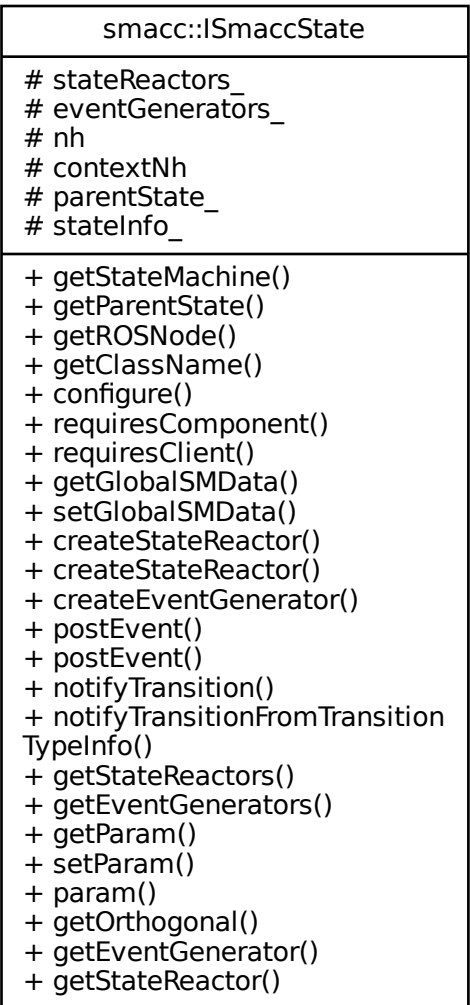 smacc::ISmaccState
# stateReactors_
# eventGenerators_
# nh
# contextNh
# parentState_
# stateInfo_
+ getStateMachine()
+ getParentState()
+ getROSNode()
+ getClassName()
+ configure()
+ requiresComponent()
+ requiresClient()
+ getGlobalSMData()
+ setGlobalSMData()
+ createStateReactor()
+ createStateReactor()
+ createEventGenerator()
+ postEvent()
+ postEvent()
+ notifyTransition()
+ notifyTransitionFromTransition
TypeInfo()
+ getStateReactors()
+ getEventGenerators()
+ getParam()
+ setParam()
+ param()
+ getOrthogonal()
+ getEventGenerator()
+ getStateReactor()